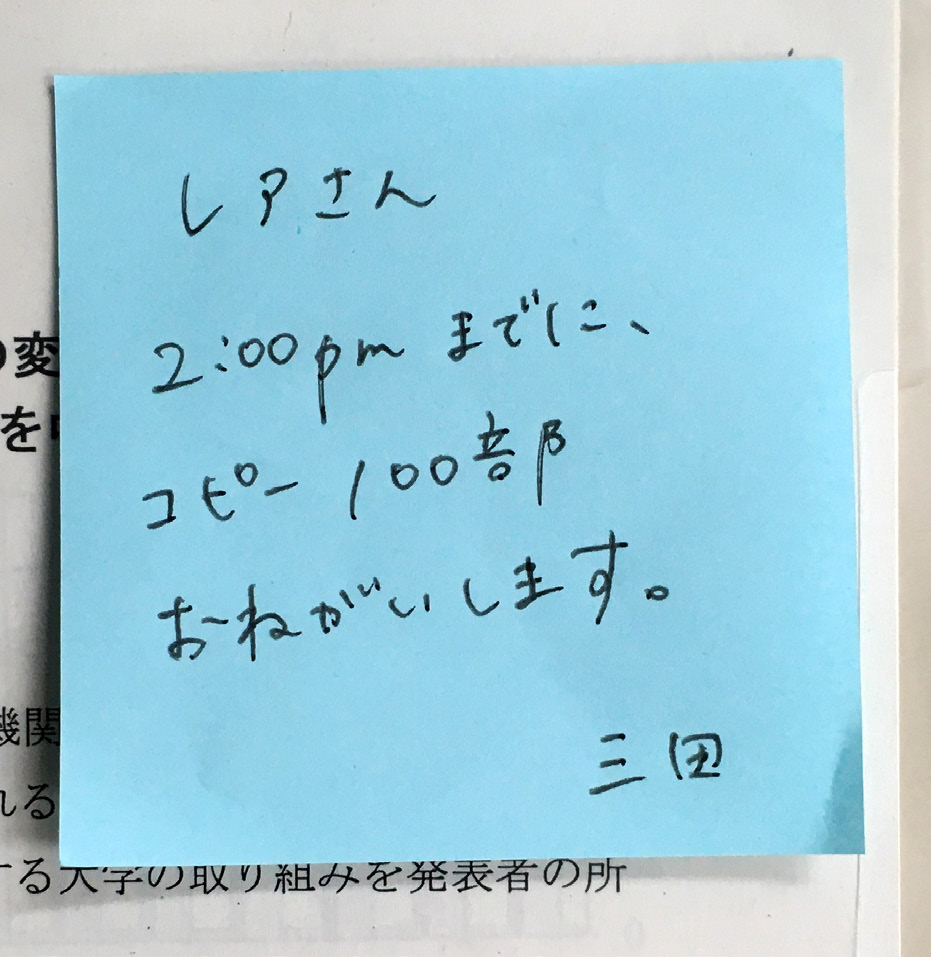 レアさん
2:00pm までに、
コピー 100部
おねがいします。
三田
変
を
機関
れる
する大学の取り組みを発表者の所